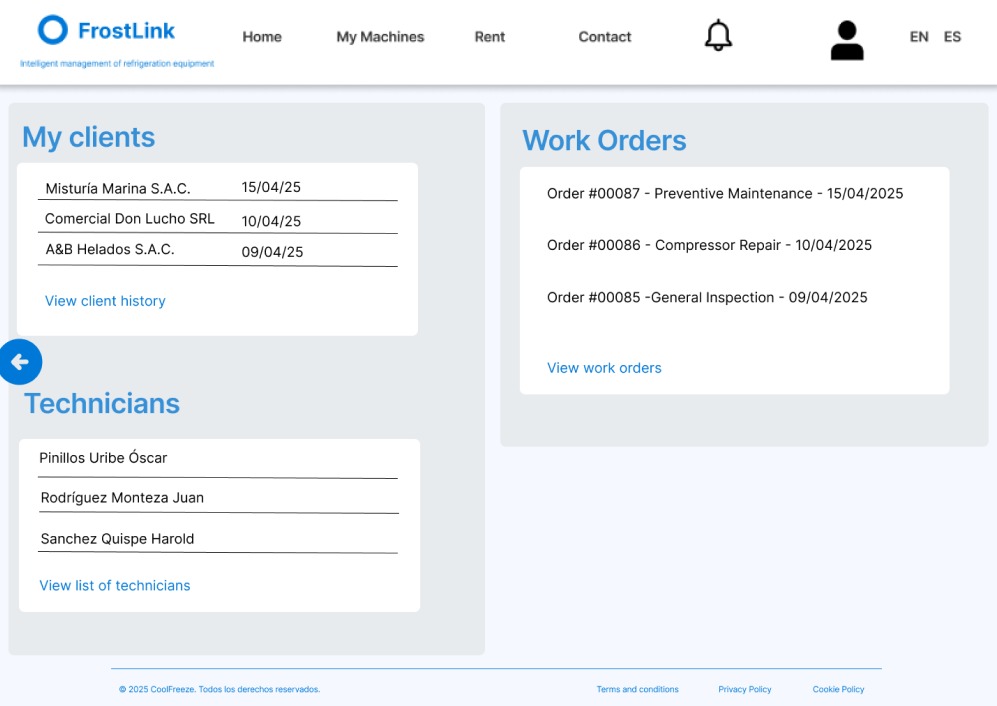 FrostLink
Intelligent management of refrigeration equipment
Home
My Machines
Rent
Contact
EN ES
My clients
Misturía Marina S.A.C. 15/04/25
Comercial Don Lucho SRL 10/04/25
A&B Helados S.A.C. 09/04/25
View client history
Technicians
Pinillos Uribe Óscar
Rodríguez Monteza Juan
Sanchez Quispe Harold
View list of technicians
Work Orders
Order #00087 - Preventive Maintenance - 15/04/2025
Order #00086 - Compressor Repair - 10/04/2025
Order #00085 -General Inspection - 09/04/2025
View work orders
© 2025 CoolFreeze. Todos los derechos reservados.
Terms and conditions
Privacy Policy
Cookie Policy